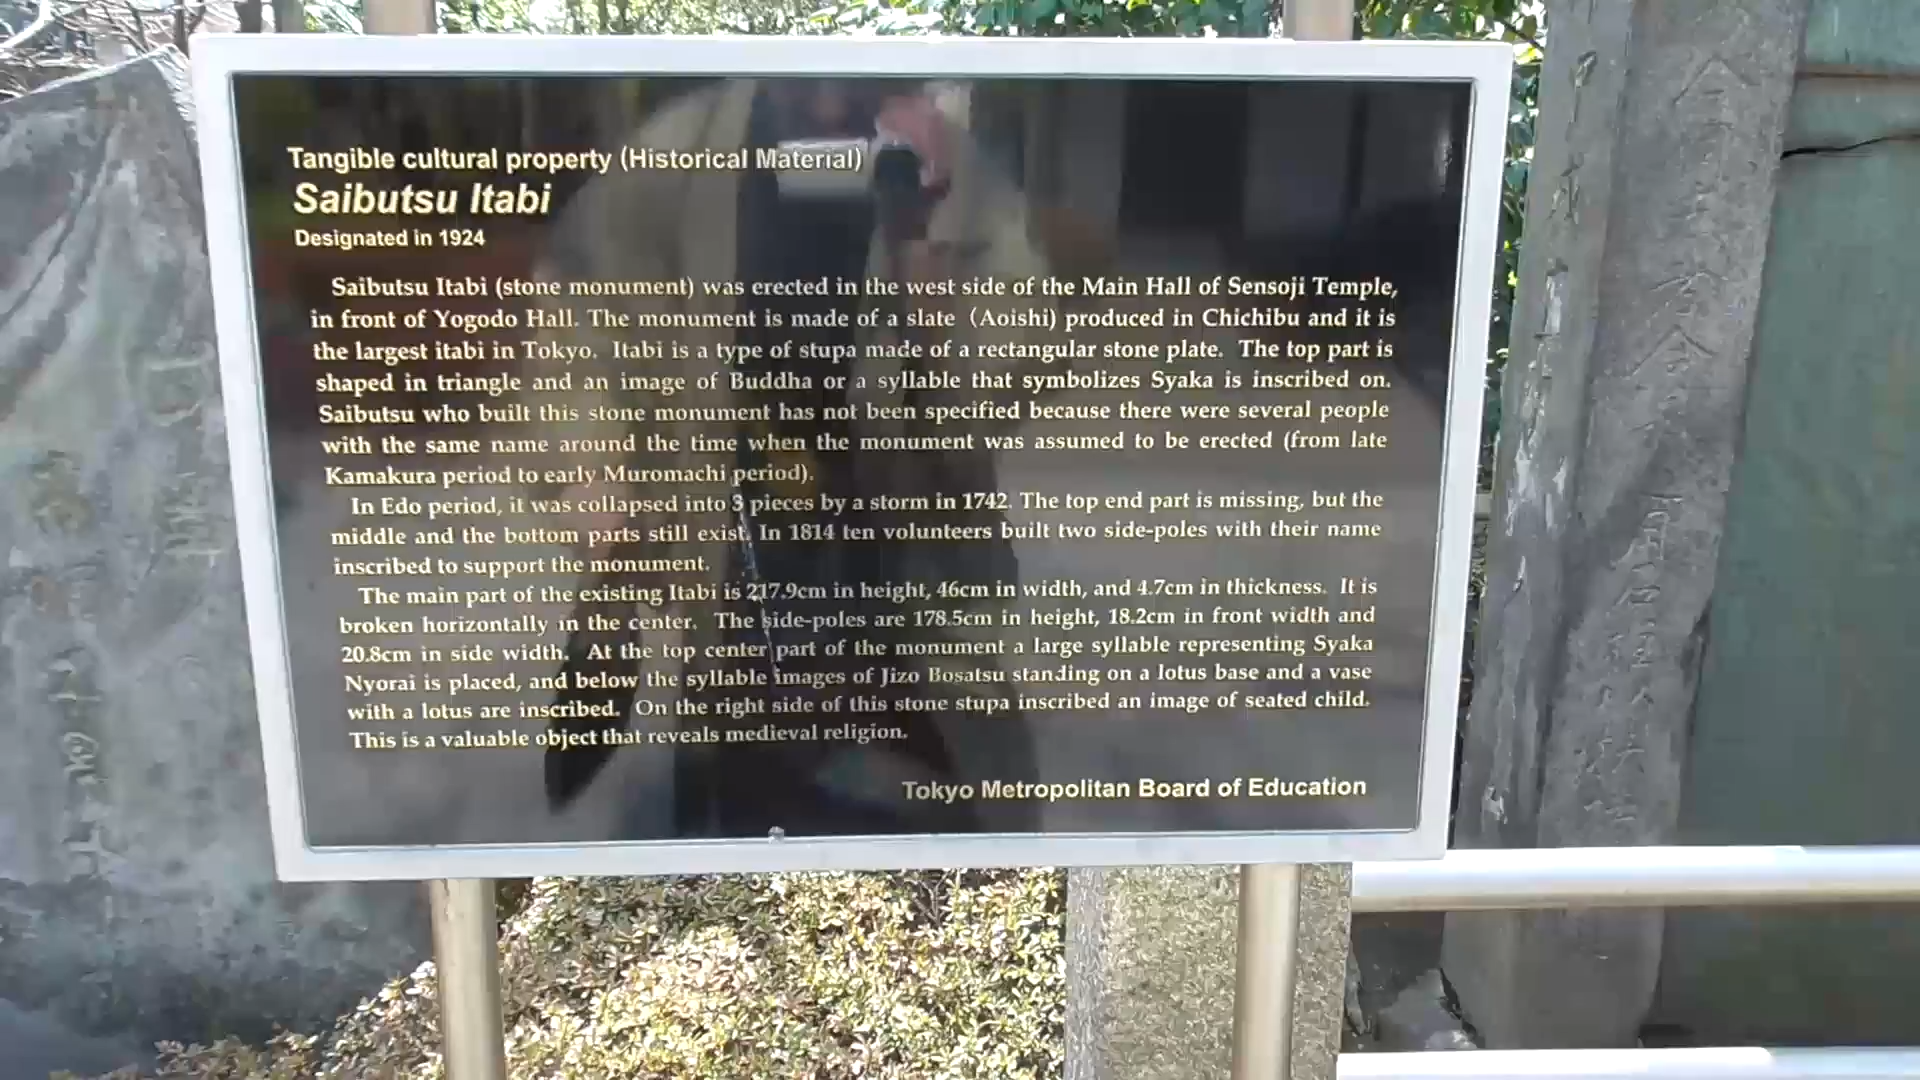 Tangible cultural property (Historical Material)
Saibutsu Itabi
Designated in 1924
Saibutsu Itabi (stone monument) was erected in the west side of the Main Hall of Sensoji Temple,
in front of Yogodo Hall. The monument is made of a slate (Aoishi) produced in Chichibu and it is
the largest itabi in Tokyo. Itabi is a type of stupa made of a rectangular stone plate. The top part is
shaped in triangle and an image of Buddha or a syllable that symbolizes Syaka is inscribed on.
Saibutsu who built this stone monument has not been specified because there were several people
with the same name around the time when the monument was assumed to be erected (from late
Kamakura period to early Muromachi period).
In Edo period, it was collapsed into 3 pieces by a storm in 1742. The top end part is missing, but the
middle and the bottom parts still exist. In 1814 ten volunteers built two side-poles with their name
inscribed to support the monument.
The main part of the existing Itabi is 217.9cm in height, 46cm in width, and 4.7cm in thickness. It is
broken horizontally in the center. The side-poles are 178.5cm in height, 18.2cm in front width and
20.8cm in side width. At the top center part of the monument a large syllable representing Syaka
Nyorai is placed, and below the syllable images of Jizo Bosatsu standing on a lotus base and a vase
with a lotus are inscribed. On the right side of this stone stupa inscribed an image of seated child.
This is a valuable object that reveals medieval religion.
Tokyo Metropolitan Board of Education